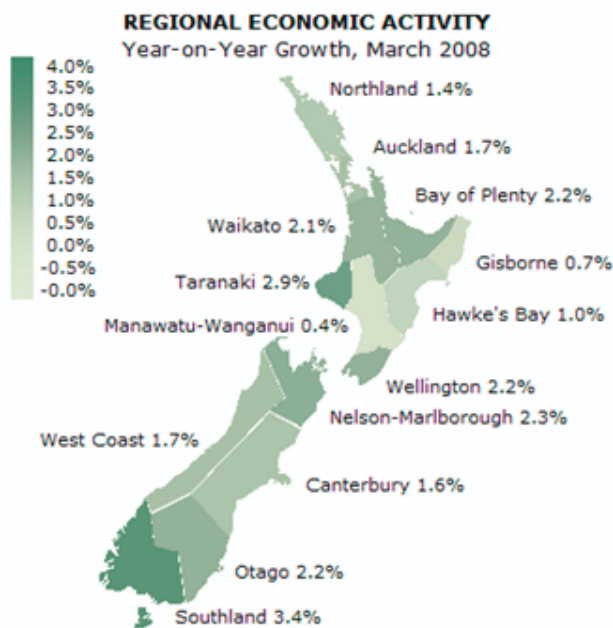 REGIONAL ECONOMIC ACTIVITY
Year-on-Year Growth, March 2008
4.0%
3.5%
3.0%
2.5%
2.0%
1.5%
1.0%
0.5%
0.0%
-0.5%
-0.0%
Northland 1.4%
Auckland 1.7%
Bay of Plenty 2.2%
Waikato 2.1%
Gisborne 0.7%
Taranaki 2.9%
Hawke's Bay 1.0%
Manawatu-Wanganui 0.4%
Wellington 2.2%
Nelson-Marlborough 2.3%
West Coast 1.7%
Canterbury 1.6%
Otago 2.2%
Southland 3.4%